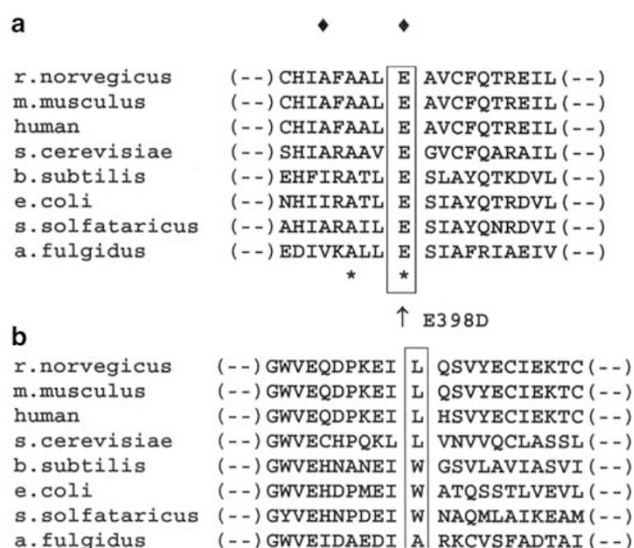 a
♦ ♦
r.norvegicus (--)CHIAFAAL E AVCFQTREIL(--)
m.musculus (--)CHIAFAAL E AVCFQTREIL(--)
human (--)CHIAFAAL E AVCFQTREIL(--)
s.cerevisiae (--)SHIARAAV E GVCFQARAIL(--)
b.subtilis (--)EHFIRATL E SLAYQTKDVL(--)
e.coli (--)NHIIRATL E SIAYQTRDVL(--)
s.solfataricus (--)AHIARAIL E SIAYQNRDVI(--)
a.fulgidus (--)EDIVKALL E SIAFRIAEIV(--)
* *
↑ E398D
b
r.norvegicus (--)GWVEQDPKEI L QSVYECIEKTC(--)
m.musculus (--)GWVEQDPKEI L QSVYECIEKTC(--)
human (--)GWVEQDPKEI L HSVYECIEKTC(--)
s.cerevisiae (--)GWVECHPQKL L VNVVQCLASSL(--)
b.subtilis (--)GWVEHNANEI W GSVLAVIASVI(--)
e.coli (--)GWVEHDPMEI W ATQSSTLVEVL(--)
s.solfataricus (--)GYVEHNPDEI W NAQMLAIKEAM(--)
a.fulgidus (--)GWVEIDAEDI A RKCVSFADTAI(--)